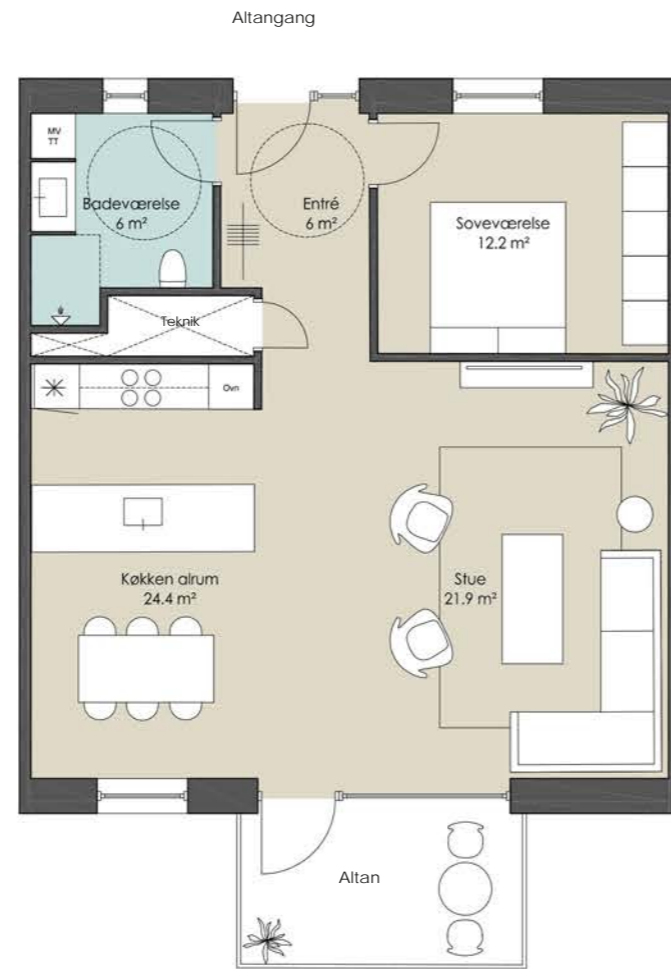 Altangang
MV
TT
Badeværelse
6 m²
Entré
6 m²
Soveværelse
12.2 m²
Teknik
Ovn
Køkken alrum
24.4 m²
Stue
21.9 m²
Altan